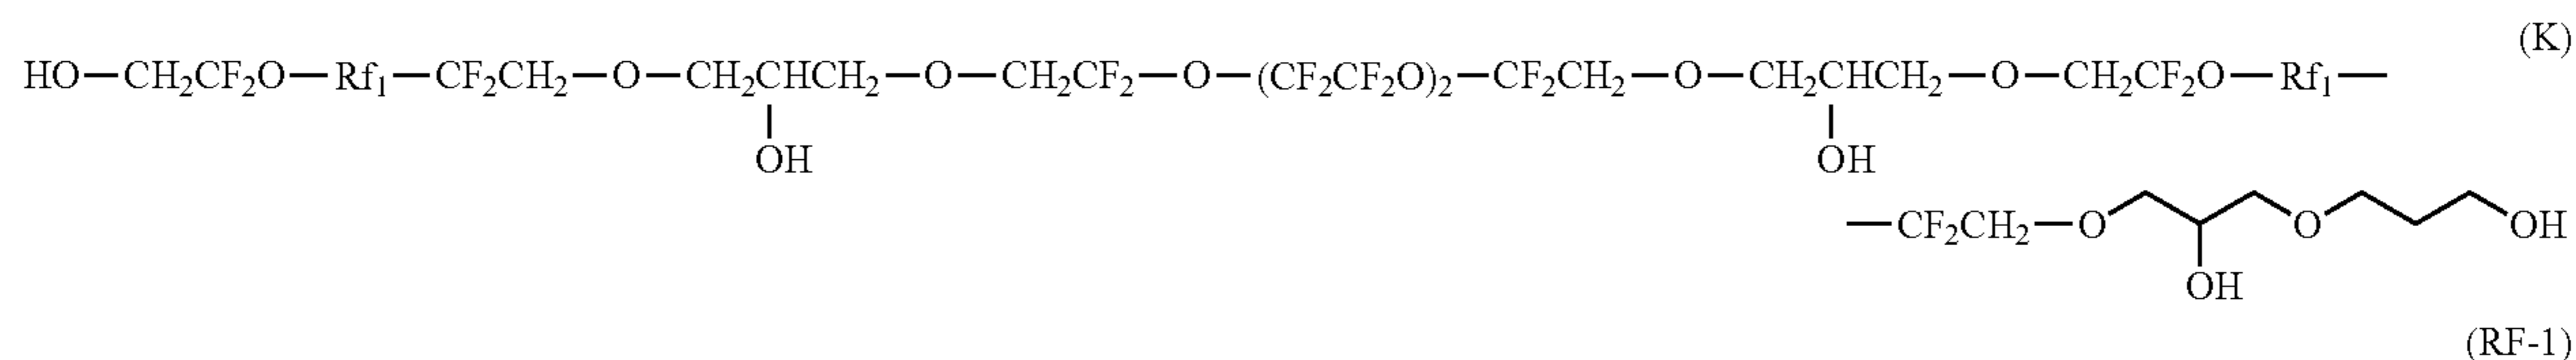 (K)
HO—CH₂CF₂O—Rf₁—CF₂CH₂—O—CH₂CHCH₂—O—CH₂CF₂—O—(CF₂CF₂O)₂—CF₂CH₂—O—CH₂CHCH₂—O—CH₂CF₂O—Rf₁—
OH OH
—CF₂CH₂—O O OH
OH
(RF-1)